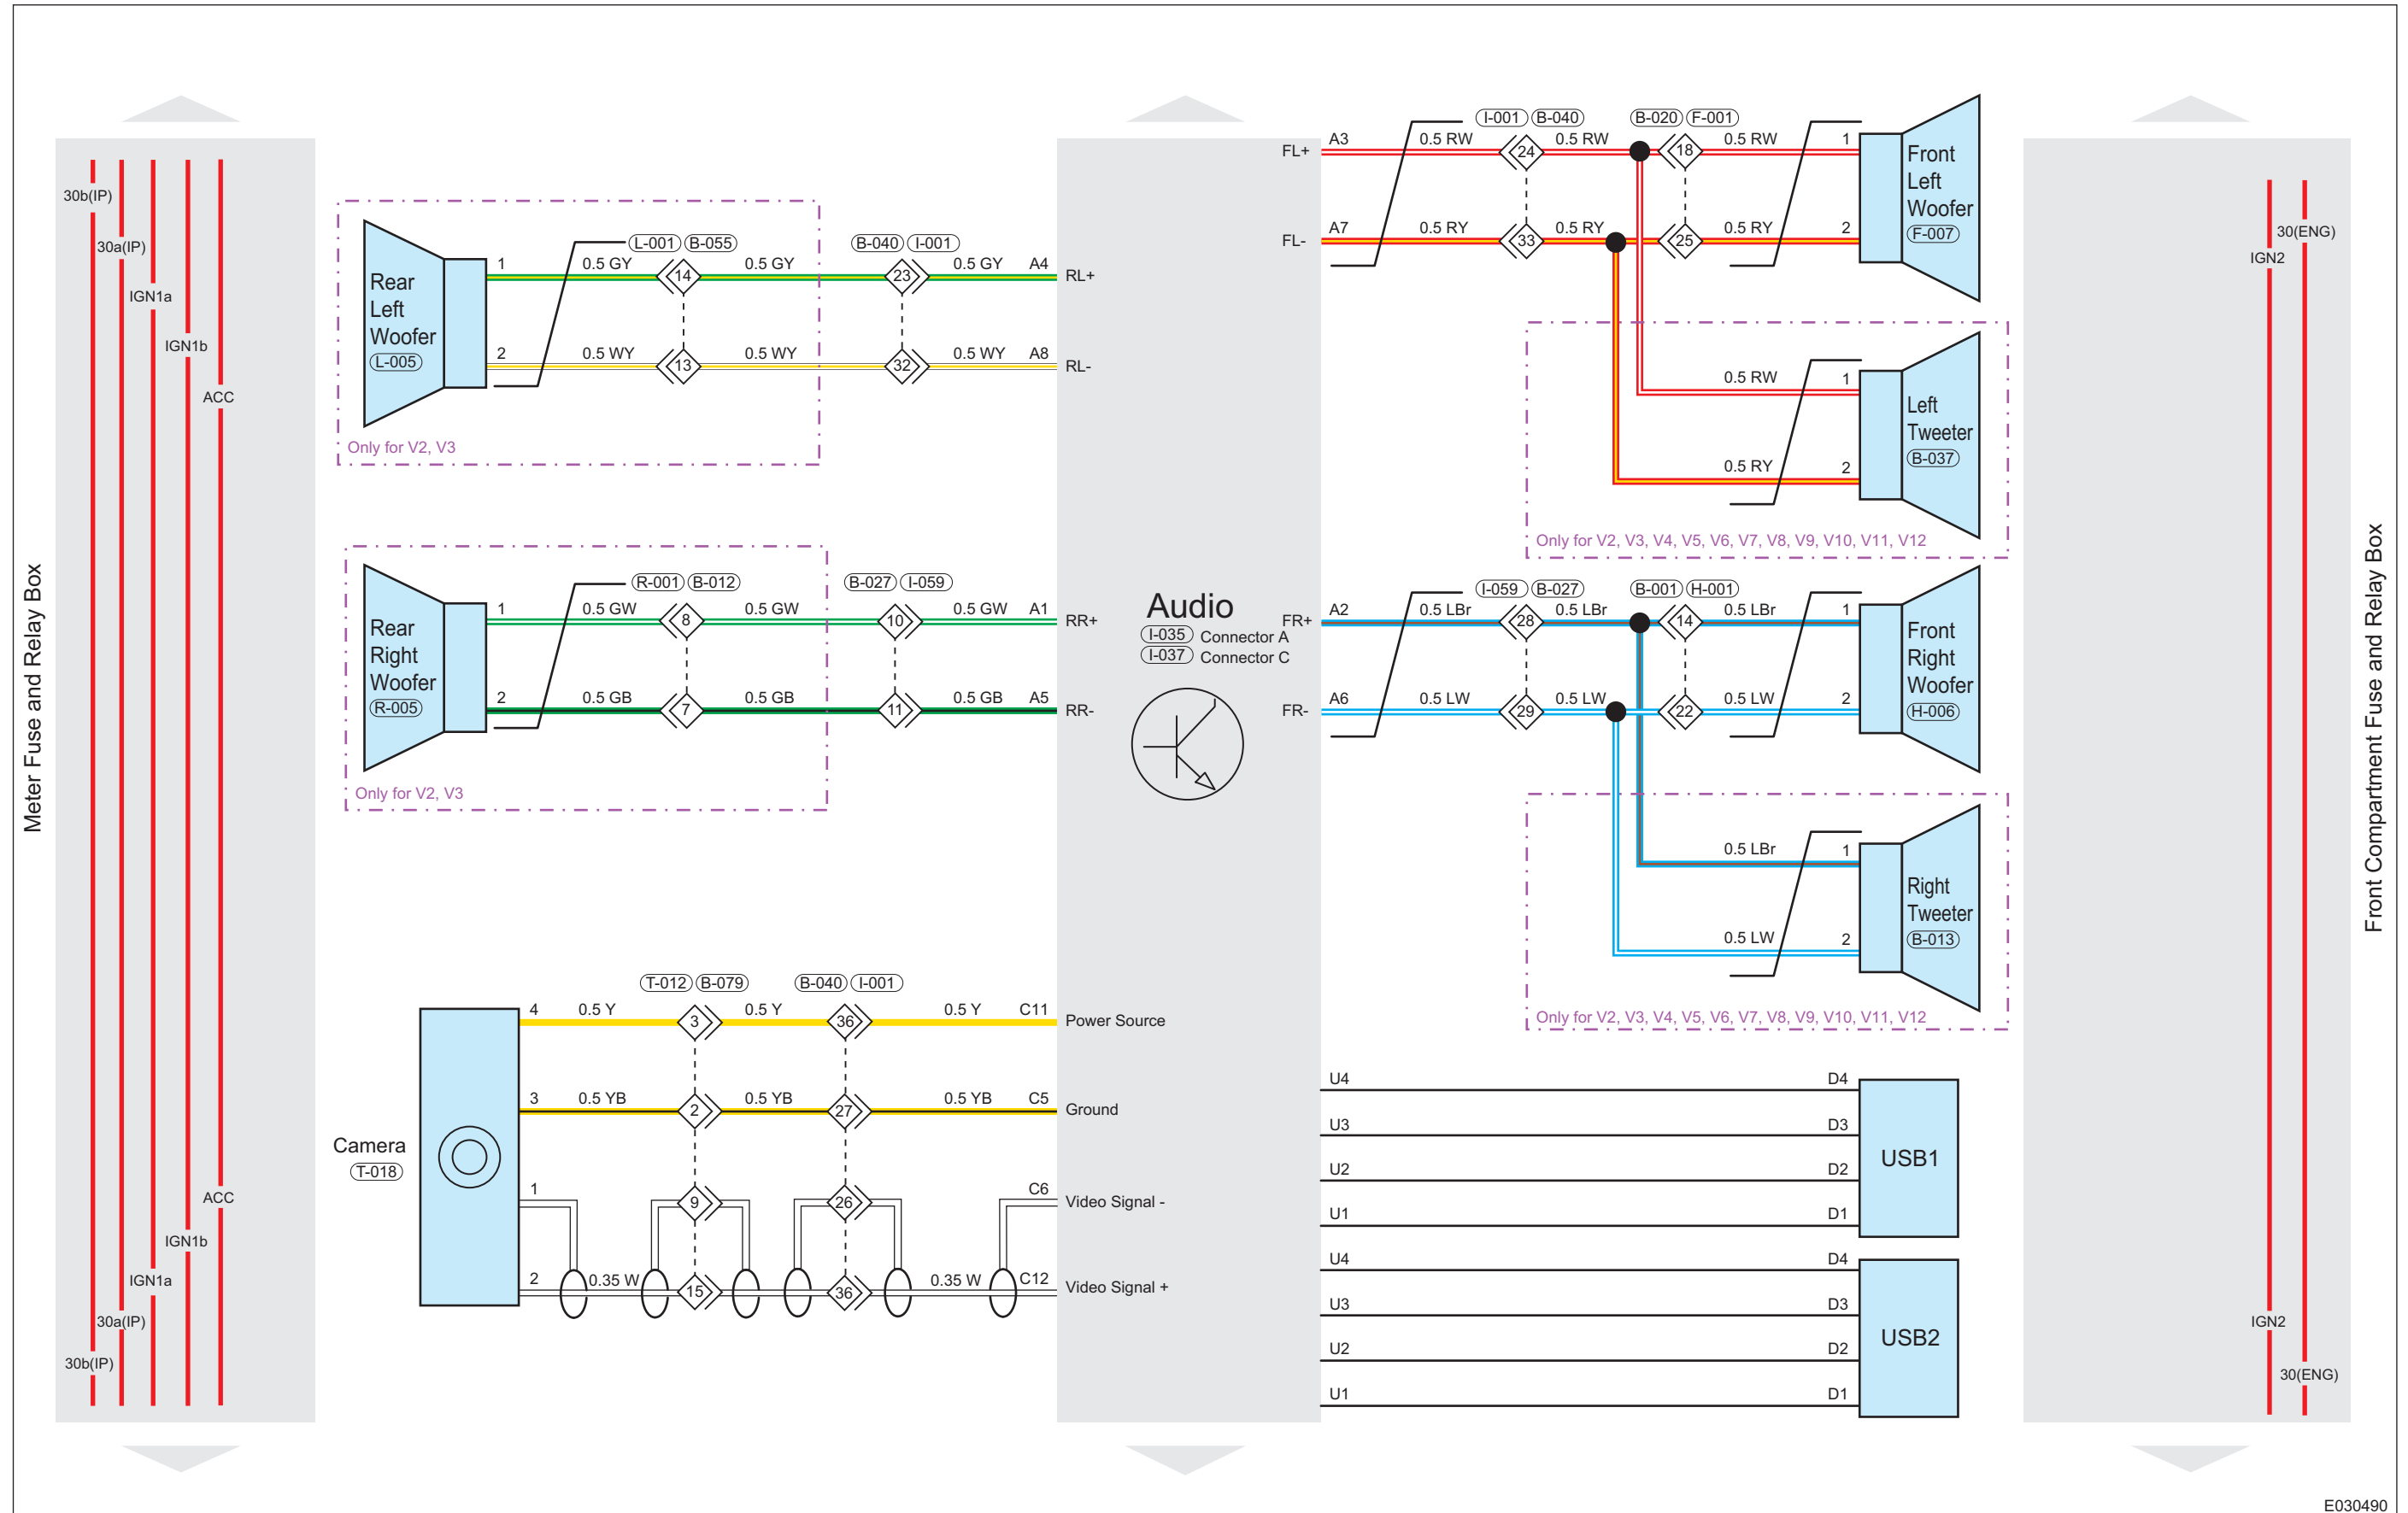 Meter Fuse and Relay Box
30b(IP)
30a(IP)
IGN1a
IGN1b
ACC
ACC
IGN1b
IGN1a
30a(IP)
30b(IP)
Rear
Left
Woofer
L-005
1 0.5 GY 14 0.5 GY 23 0.5 GY A4 RL+
L-001 B-055 B-040 I-001
2 0.5 WY 13 0.5 WY 32 0.5 WY A8 RL-
Only for V2, V3
Rear
Right
Woofer
R-005
R-001 B-012 B-027 I-059
1 0.5 GW 8 0.5 GW 10 0.5 GW A1 RR+
2 0.5 GB 7 0.5 GB 11 0.5 GB A5 RR-
Only for V2, V3
Camera
T-018
T-012 B-079 B-040 I-001
4 0.5 Y 3 0.5 Y 36 0.5 Y C11 Power Source
3 0.5 YB 2 0.5 YB 27 0.5 YB C5 Ground
1 9 26 C6 Video Signal -
2 0.35 W 15 36 0.35 W C12 Video Signal +
Audio
I-035 Connector A
I-037 Connector C
I-001 B-040 B-020 F-001
FL+ A3 0.5 RW 24 0.5 RW 18 0.5 RW 1
FL- A7 0.5 RY 33 0.5 RY 25 0.5 RY 2
Front
Left
Woofer
F-007
0.5 RW 1
0.5 RY 2
Left
Tweeter
B-037
Only for V2, V3, V4, V5, V6, V7, V8, V9, V10, V11, V12
I-059 B-027 B-001 H-001
FR+ A2 0.5 LBr 28 0.5 LBr 14 0.5 LBr 1
FR- A6 0.5 LW 29 0.5 LW 22 0.5 LW 2
Front
Right
Woofer
H-006
0.5 LBr 1
0.5 LW 2
Right
Tweeter
B-013
Only for V2, V3, V4, V5, V6, V7, V8, V9, V10, V11, V12
U4 D4
U3 D3
U2 D2
U1 D1
USB1
U4 D4
U3 D3
U2 D2
U1 D1
USB2
30(ENG)
IGN2
IGN2
30(ENG)
Front Compartment Fuse and Relay Box
E030490